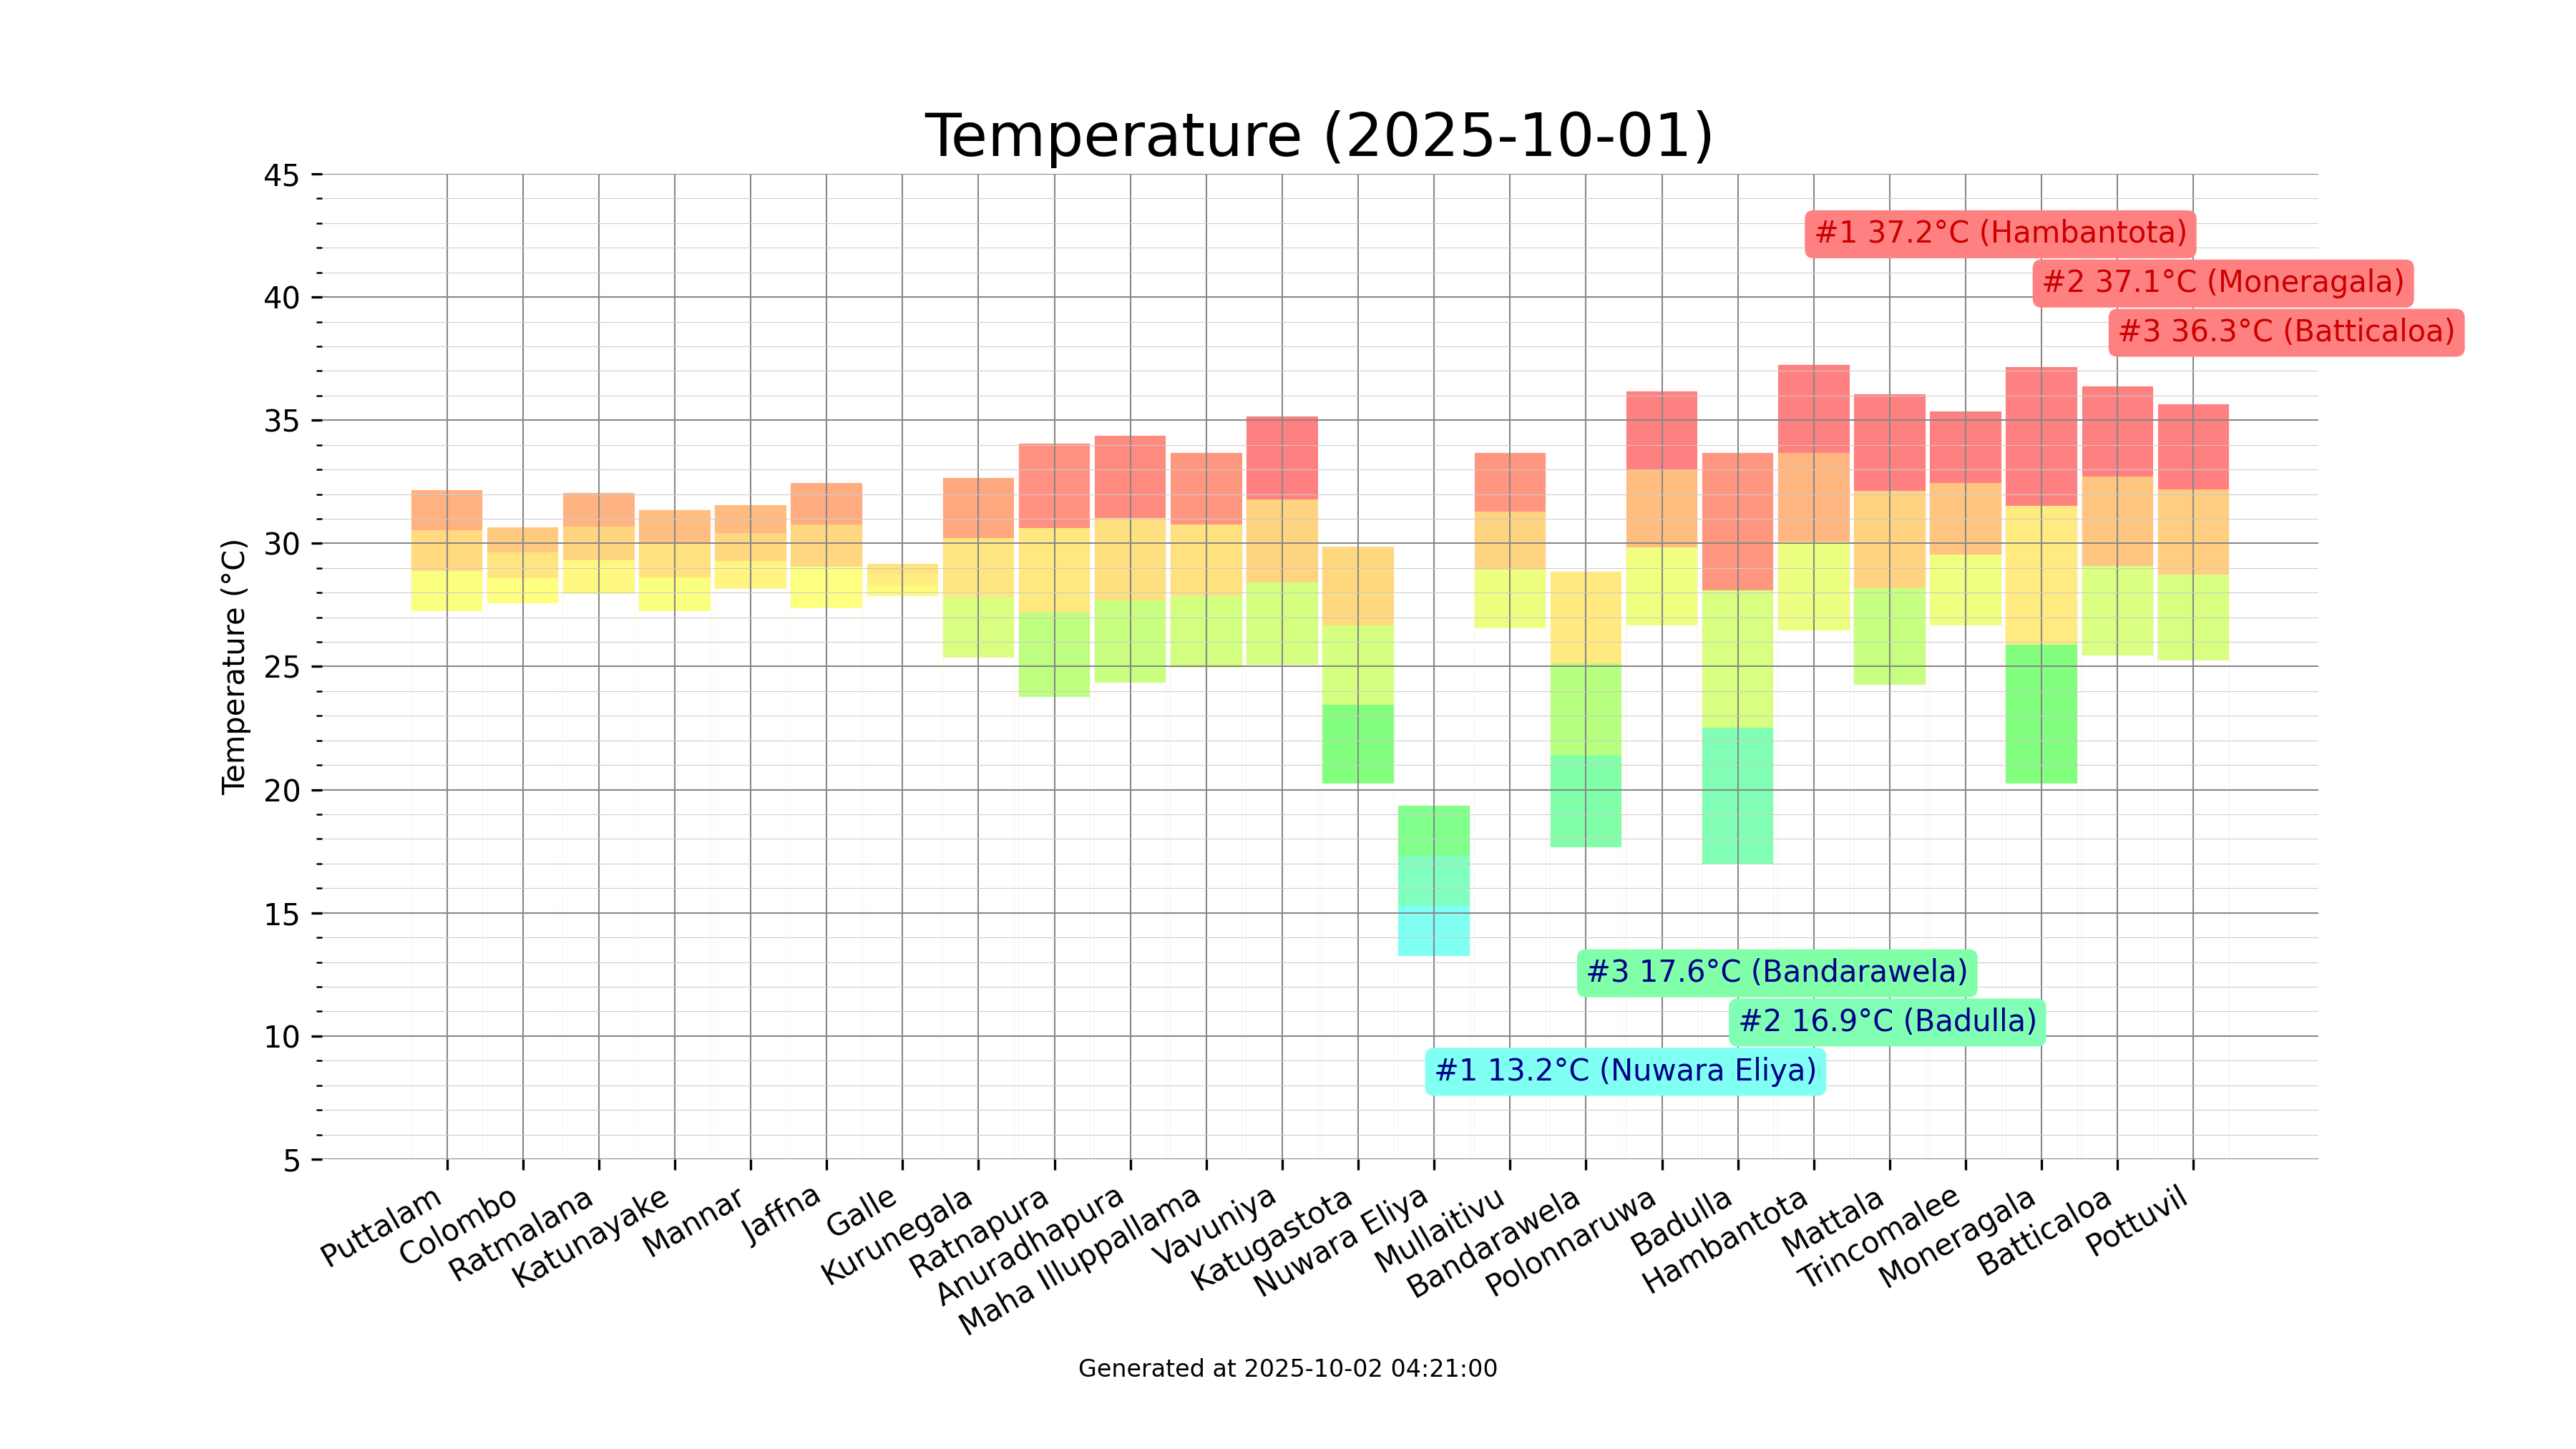 Temperature (2025-10-01)
45
40
35
30
25
20
15
10
5
Temperature (°C)
#1 37.2°C (Hambantota)
#2 37.1°C (Moneragala)
#3 36.3°C (Batticaloa)
#3 17.6°C (Bandarawela)
#2 16.9°C (Badulla)
#1 13.2°C (Nuwara Eliya)
Puttalam
Colombo
Ratmalana
Katunayake
Mannar
Jaffna
Galle
Kurunegala
Ratnapura
Anuradhapura
Maha Illuppallama
Vavuniya
Katugastota
Nuwara Eliya
Mullaitivu
Bandarawela
Polonnaruwa
Badulla
Hambantota
Mattala
Trincomalee
Moneragala
Batticaloa
Pottuvil
Generated at 2025-10-02 04:21:00